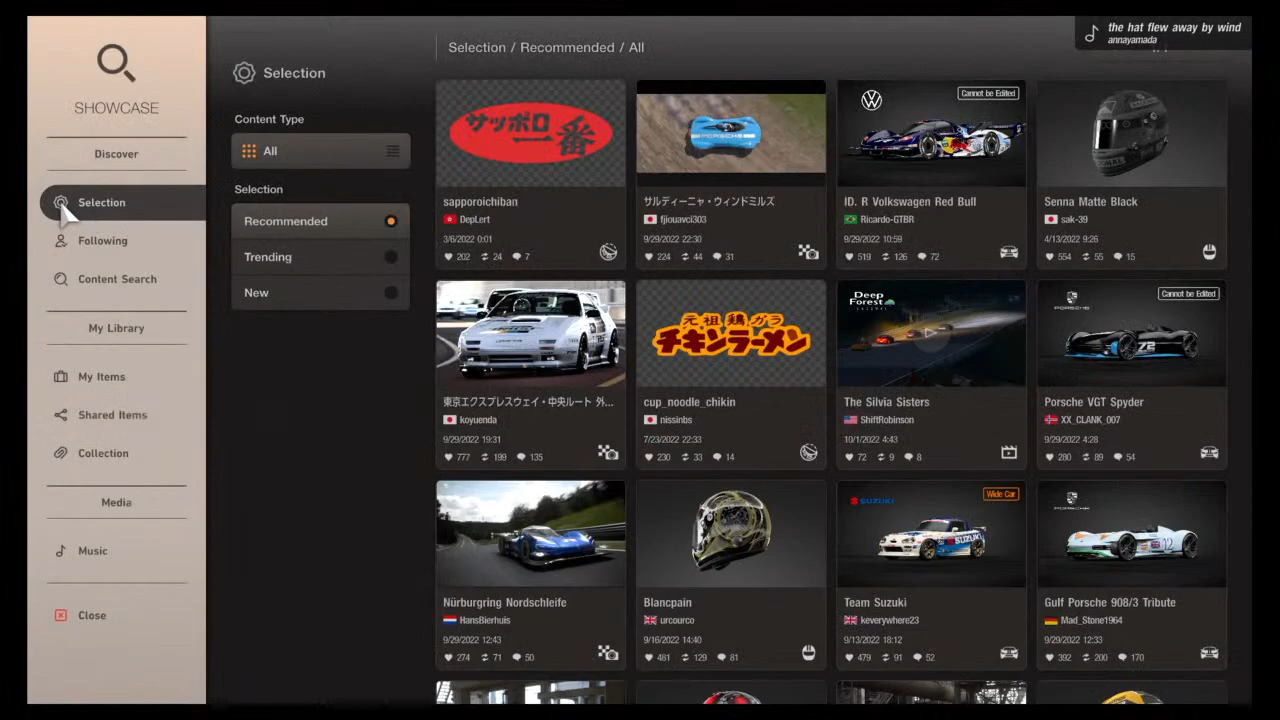 the hat flew away by wind
annayamada
SHOWCASE
Discover
Selection
Following
Content Search
My Library
My Items
Shared Items
Collection
Media
Music
Close
Selection
Content Type
All
Selection
Recommended
Trending
New
Selection / Recommended / All
サッポロ
一番
sapporoichiban
DepLert
3/6/2022 0:01
202 24 7
PORSCHE
サルディーニャ・ウィンドミルズ
fjiouavci303
9/29/2022 22:30
224 44 31
Cannot be Edited
ID. R Volkswagen Red Bull
Ricardo-GTBR
9/29/2022 10:59
519 126 72
Senna Matte Black
sak-39
4/13/2022 9:26
554 55 15
東京エクスプレスウェイ・中央ルート 外...
koyuenda
9/29/2022 19:31
777 199 135
元祖鶏ガラ
チキンラーメン
cup_noodle_chikin
nissinbs
7/23/2022 22:33
230 33 14
Deep
Forest
The Silvia Sisters
ShiftRobinson
10/1/2022 4:43
72 9 8
PORSCHE
Cannot be Edited
72
Porsche VGT Spyder
XX_CLANK_007
9/29/2022 4:28
280 89 54
Nürburgring Nordschleife
HansBierhuis
9/29/2022 12:43
274 71 50
Blancpain
urcourco
9/16/2022 14:40
481 129 81
SUZUKI
Wide Car
SUZUKI
Team Suzuki
keverywhere23
9/13/2022 18:12
479 91 52
PORSCHE
12
Gulf Porsche 908/3 Tribute
Mad_Stone1964
9/29/2022 12:33
392 200 170